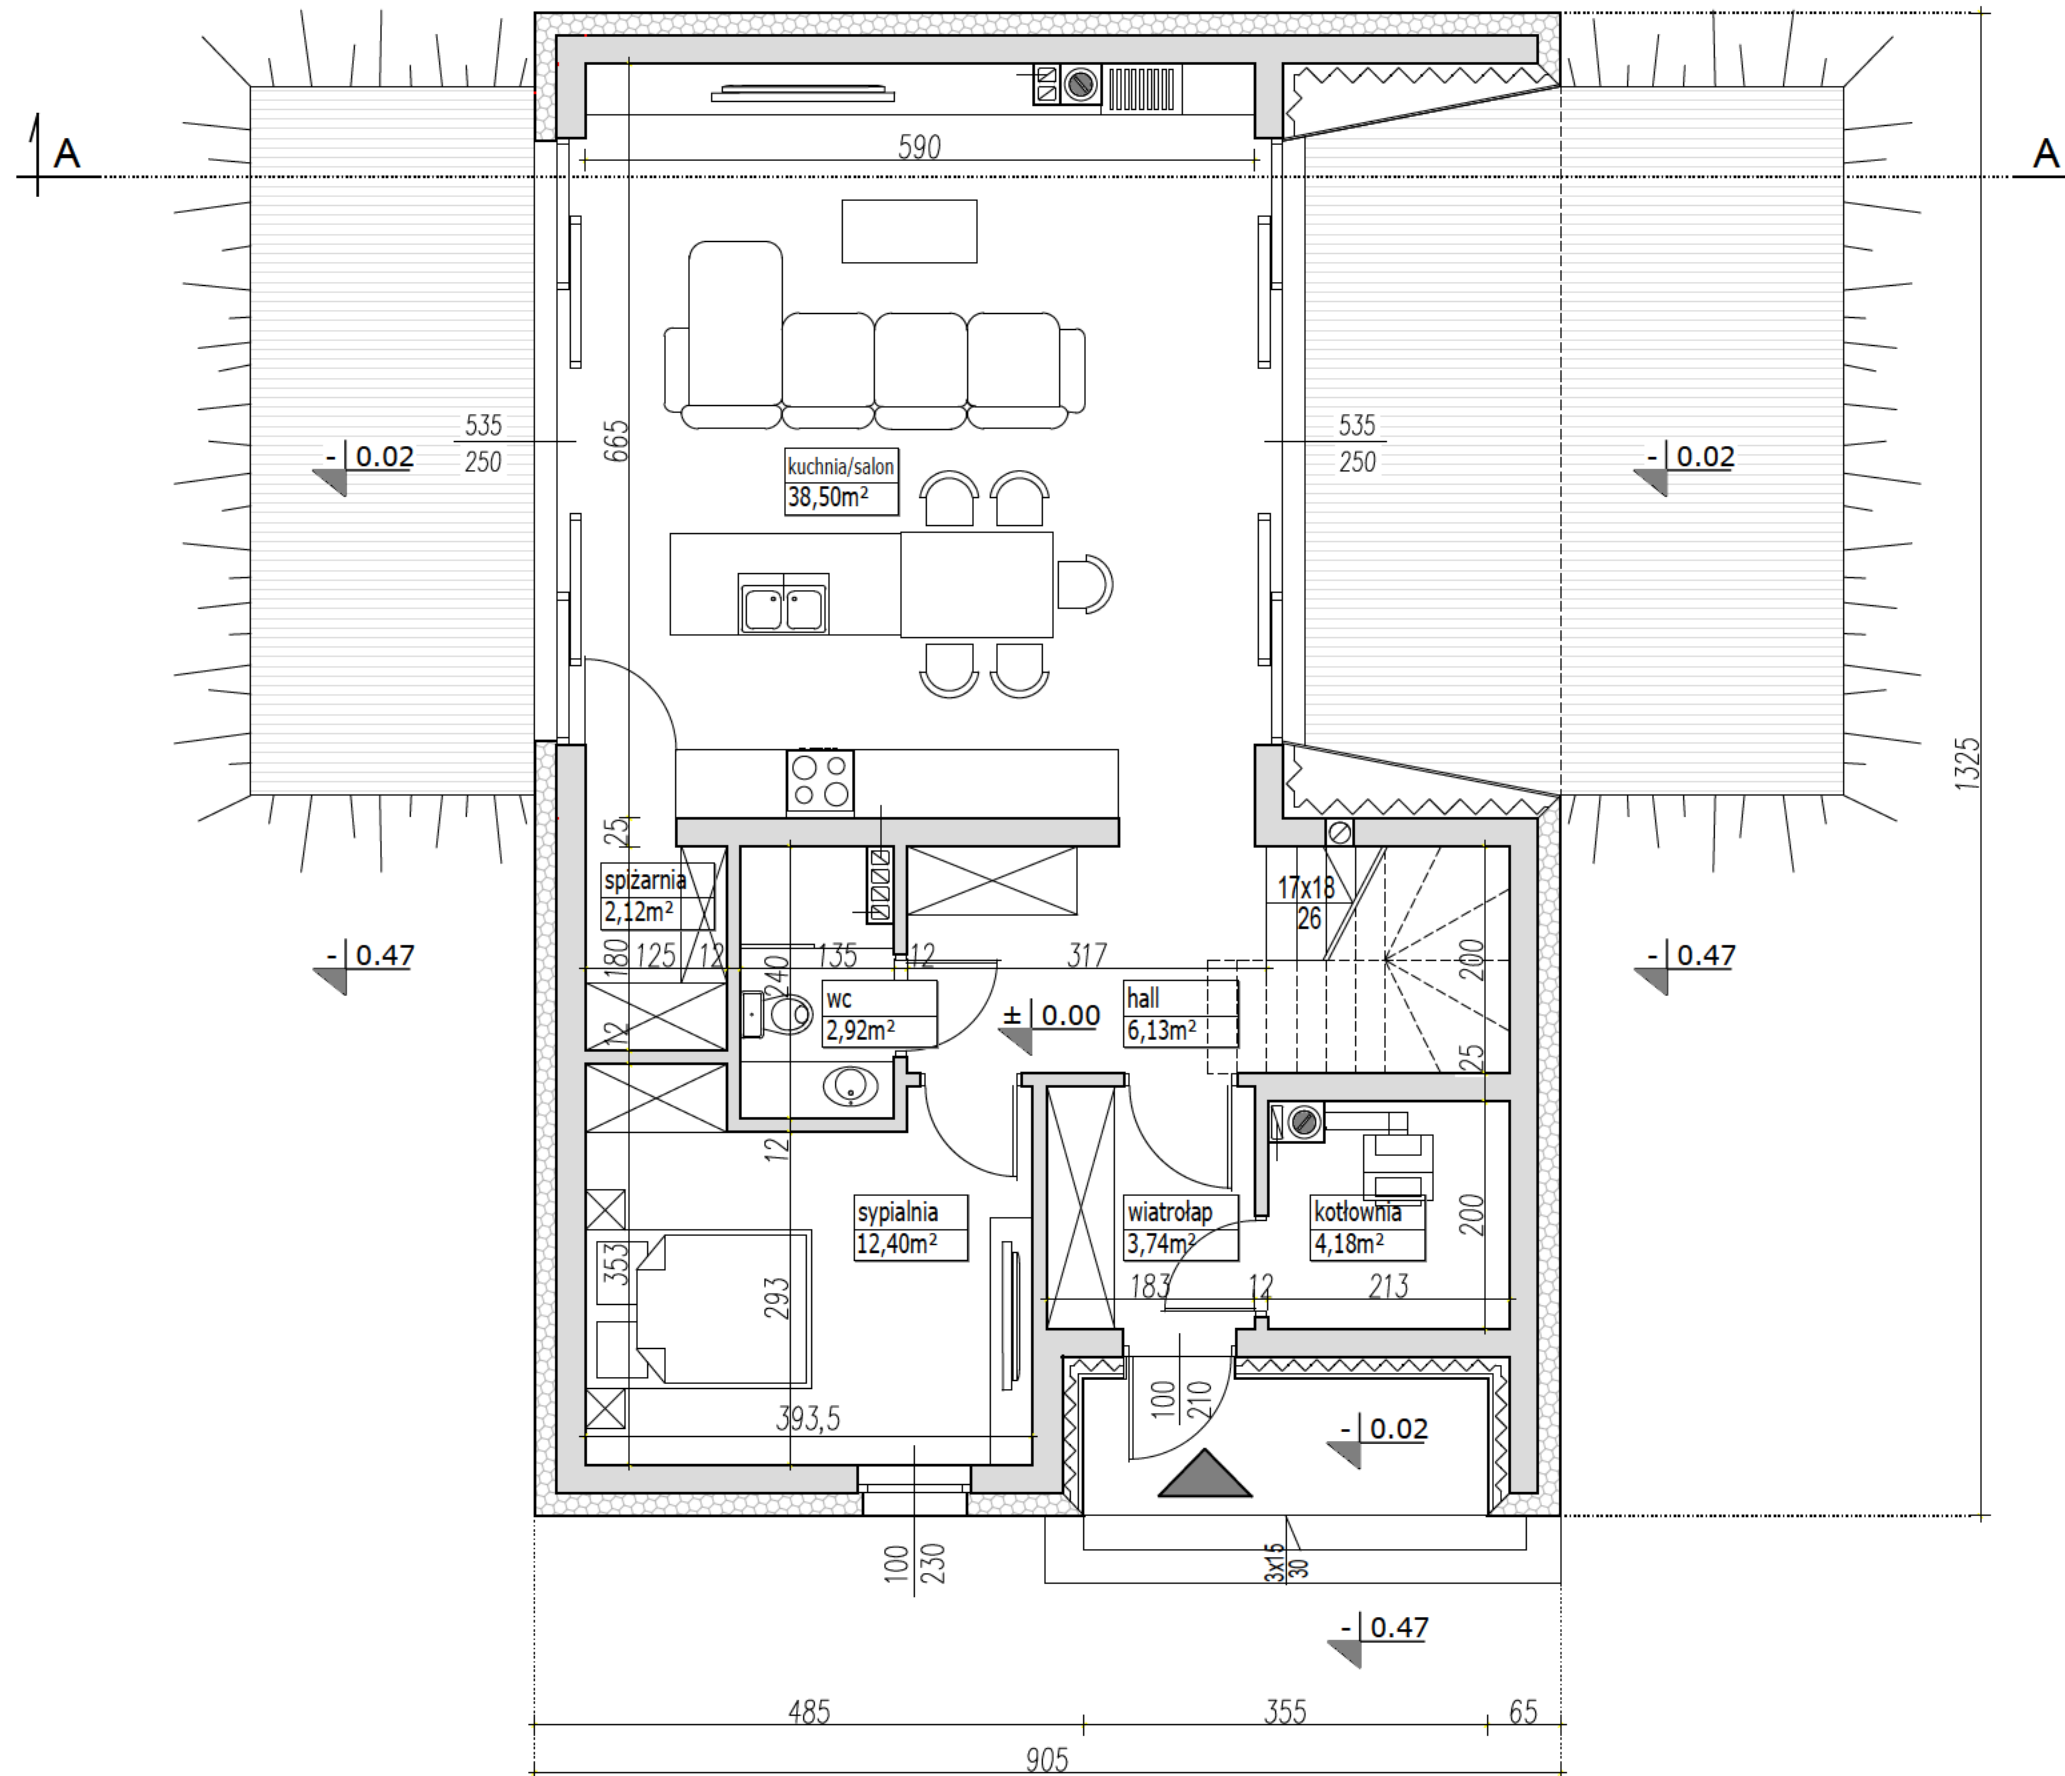 A
A
590
535
250
665
535
250
- 0.02
- 0.02
kuchnia/salon
38,50m²
1325
25
spiżarnia
2,12m²
17x18
26
- 0.47
180
125
12
135
12
317
240
200
- 0.47
wc
2,92m²
± 0.00
hall
6,13m²
12
25
12
sypialnia
12,40m²
wiatrołap
3,74m²
kotłownia
4,18m²
200
353
293
183
12
213
393,5
100
210
- 0.02
100
230
3x15
30
- 0.47
485
355
65
905